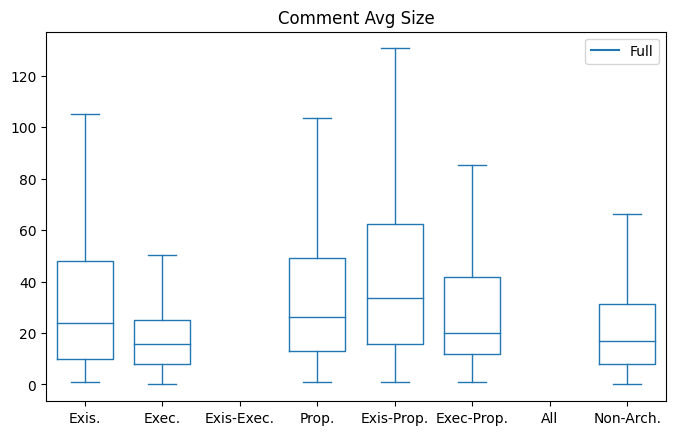 Comment Avg Size
Full
120
100
80
60
40
20
0
Exis. Exec. Exis-Exec. Prop. Exis-Prop. Exec-Prop. All Non-Arch.